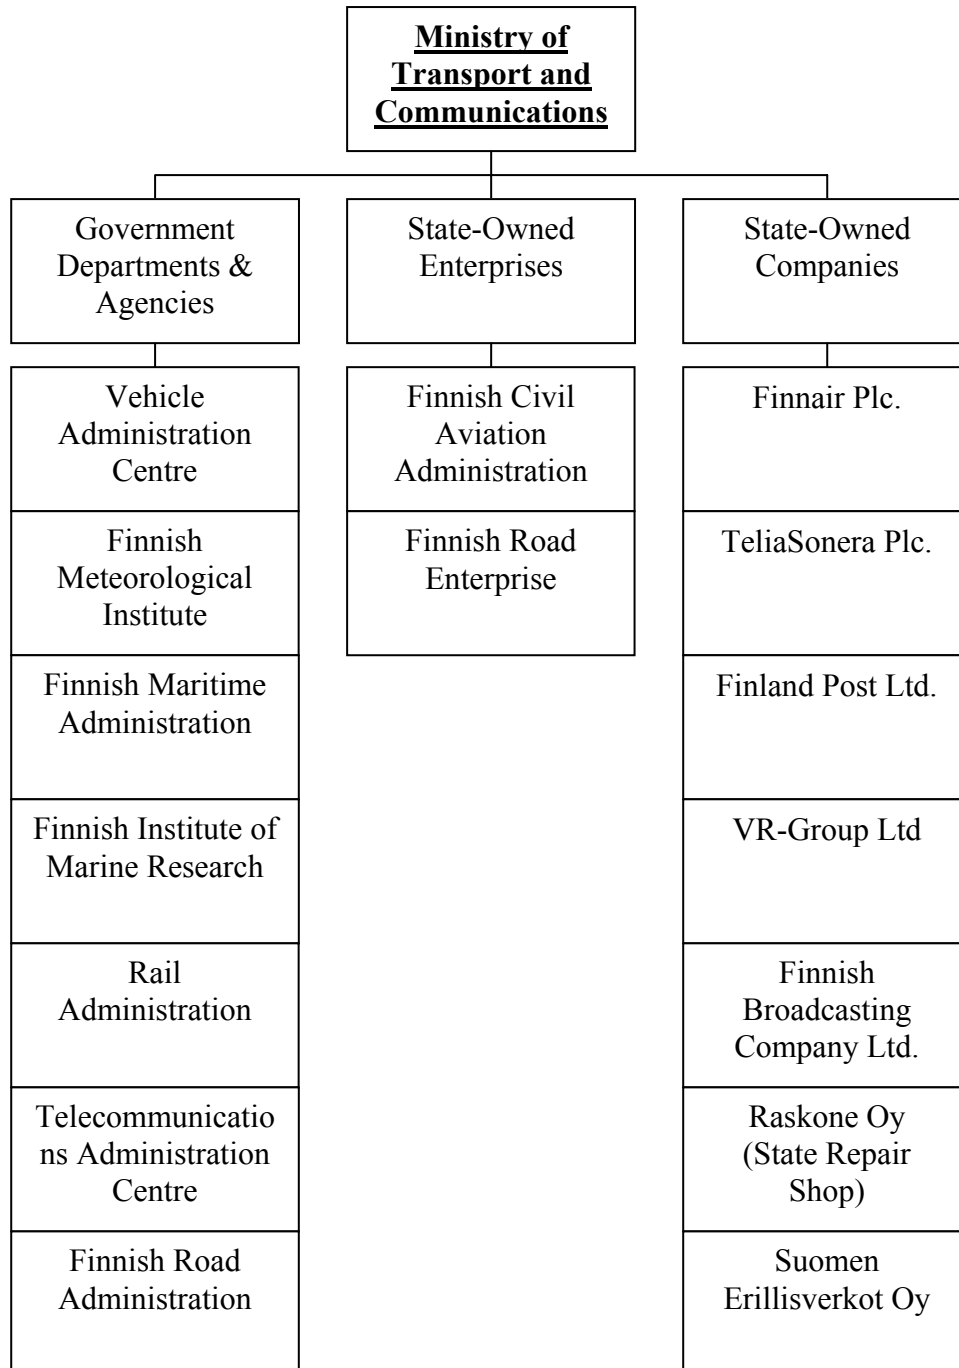 Ministry of
Transport and
Communications
Government
Departments &
Agencies
State-Owned
Enterprises
State-Owned
Companies
Vehicle
Administration
Centre
Finnish
Meteorological
Institute
Finnish Maritime
Administration
Finnish Institute of
Marine Research
Rail
Administration
Telecommunicatio
ns Administration
Centre
Finnish Road
Administration
Finnish Civil
Aviation
Administration
Finnish Road
Enterprise
Finnair Plc.
TeliaSonera Plc.
Finland Post Ltd.
VR-Group Ltd
Finnish
Broadcasting
Company Ltd.
Raskone Oy
(State Repair
Shop)
Suomen
Erillisverkot Oy